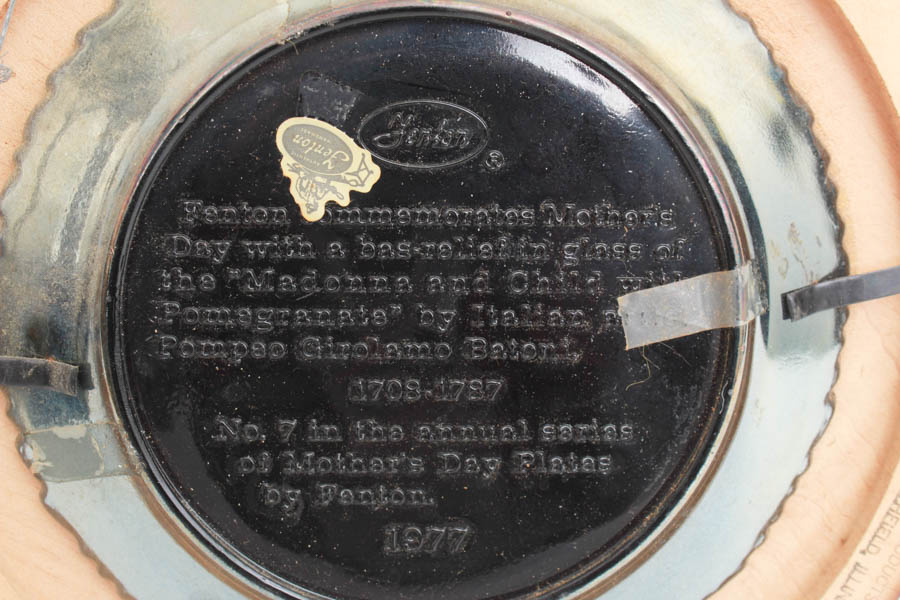 Fenton
®
Fenton
Fenton Commemorates Mother's
Day with a bas-relief in glass of
the "Madonna and Child with
Pomegranate" by Italian
Pompeo Girolamo Batoni,
1708-1787
No. 7 in the annual series
of Mother's Day Plates
by Fenton.
1977